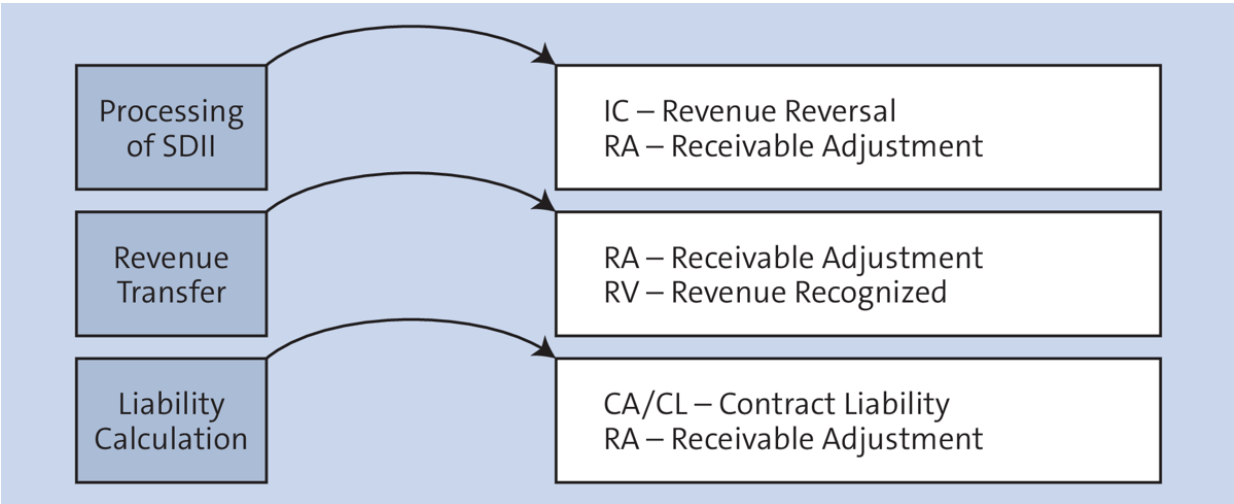 Processing
of SDII
IC – Revenue Reversal
RA – Receivable Adjustment
Revenue
Transfer
RA – Receivable Adjustment
RV – Revenue Recognized
Liability
Calculation
CA/CL – Contract Liability
RA – Receivable Adjustment